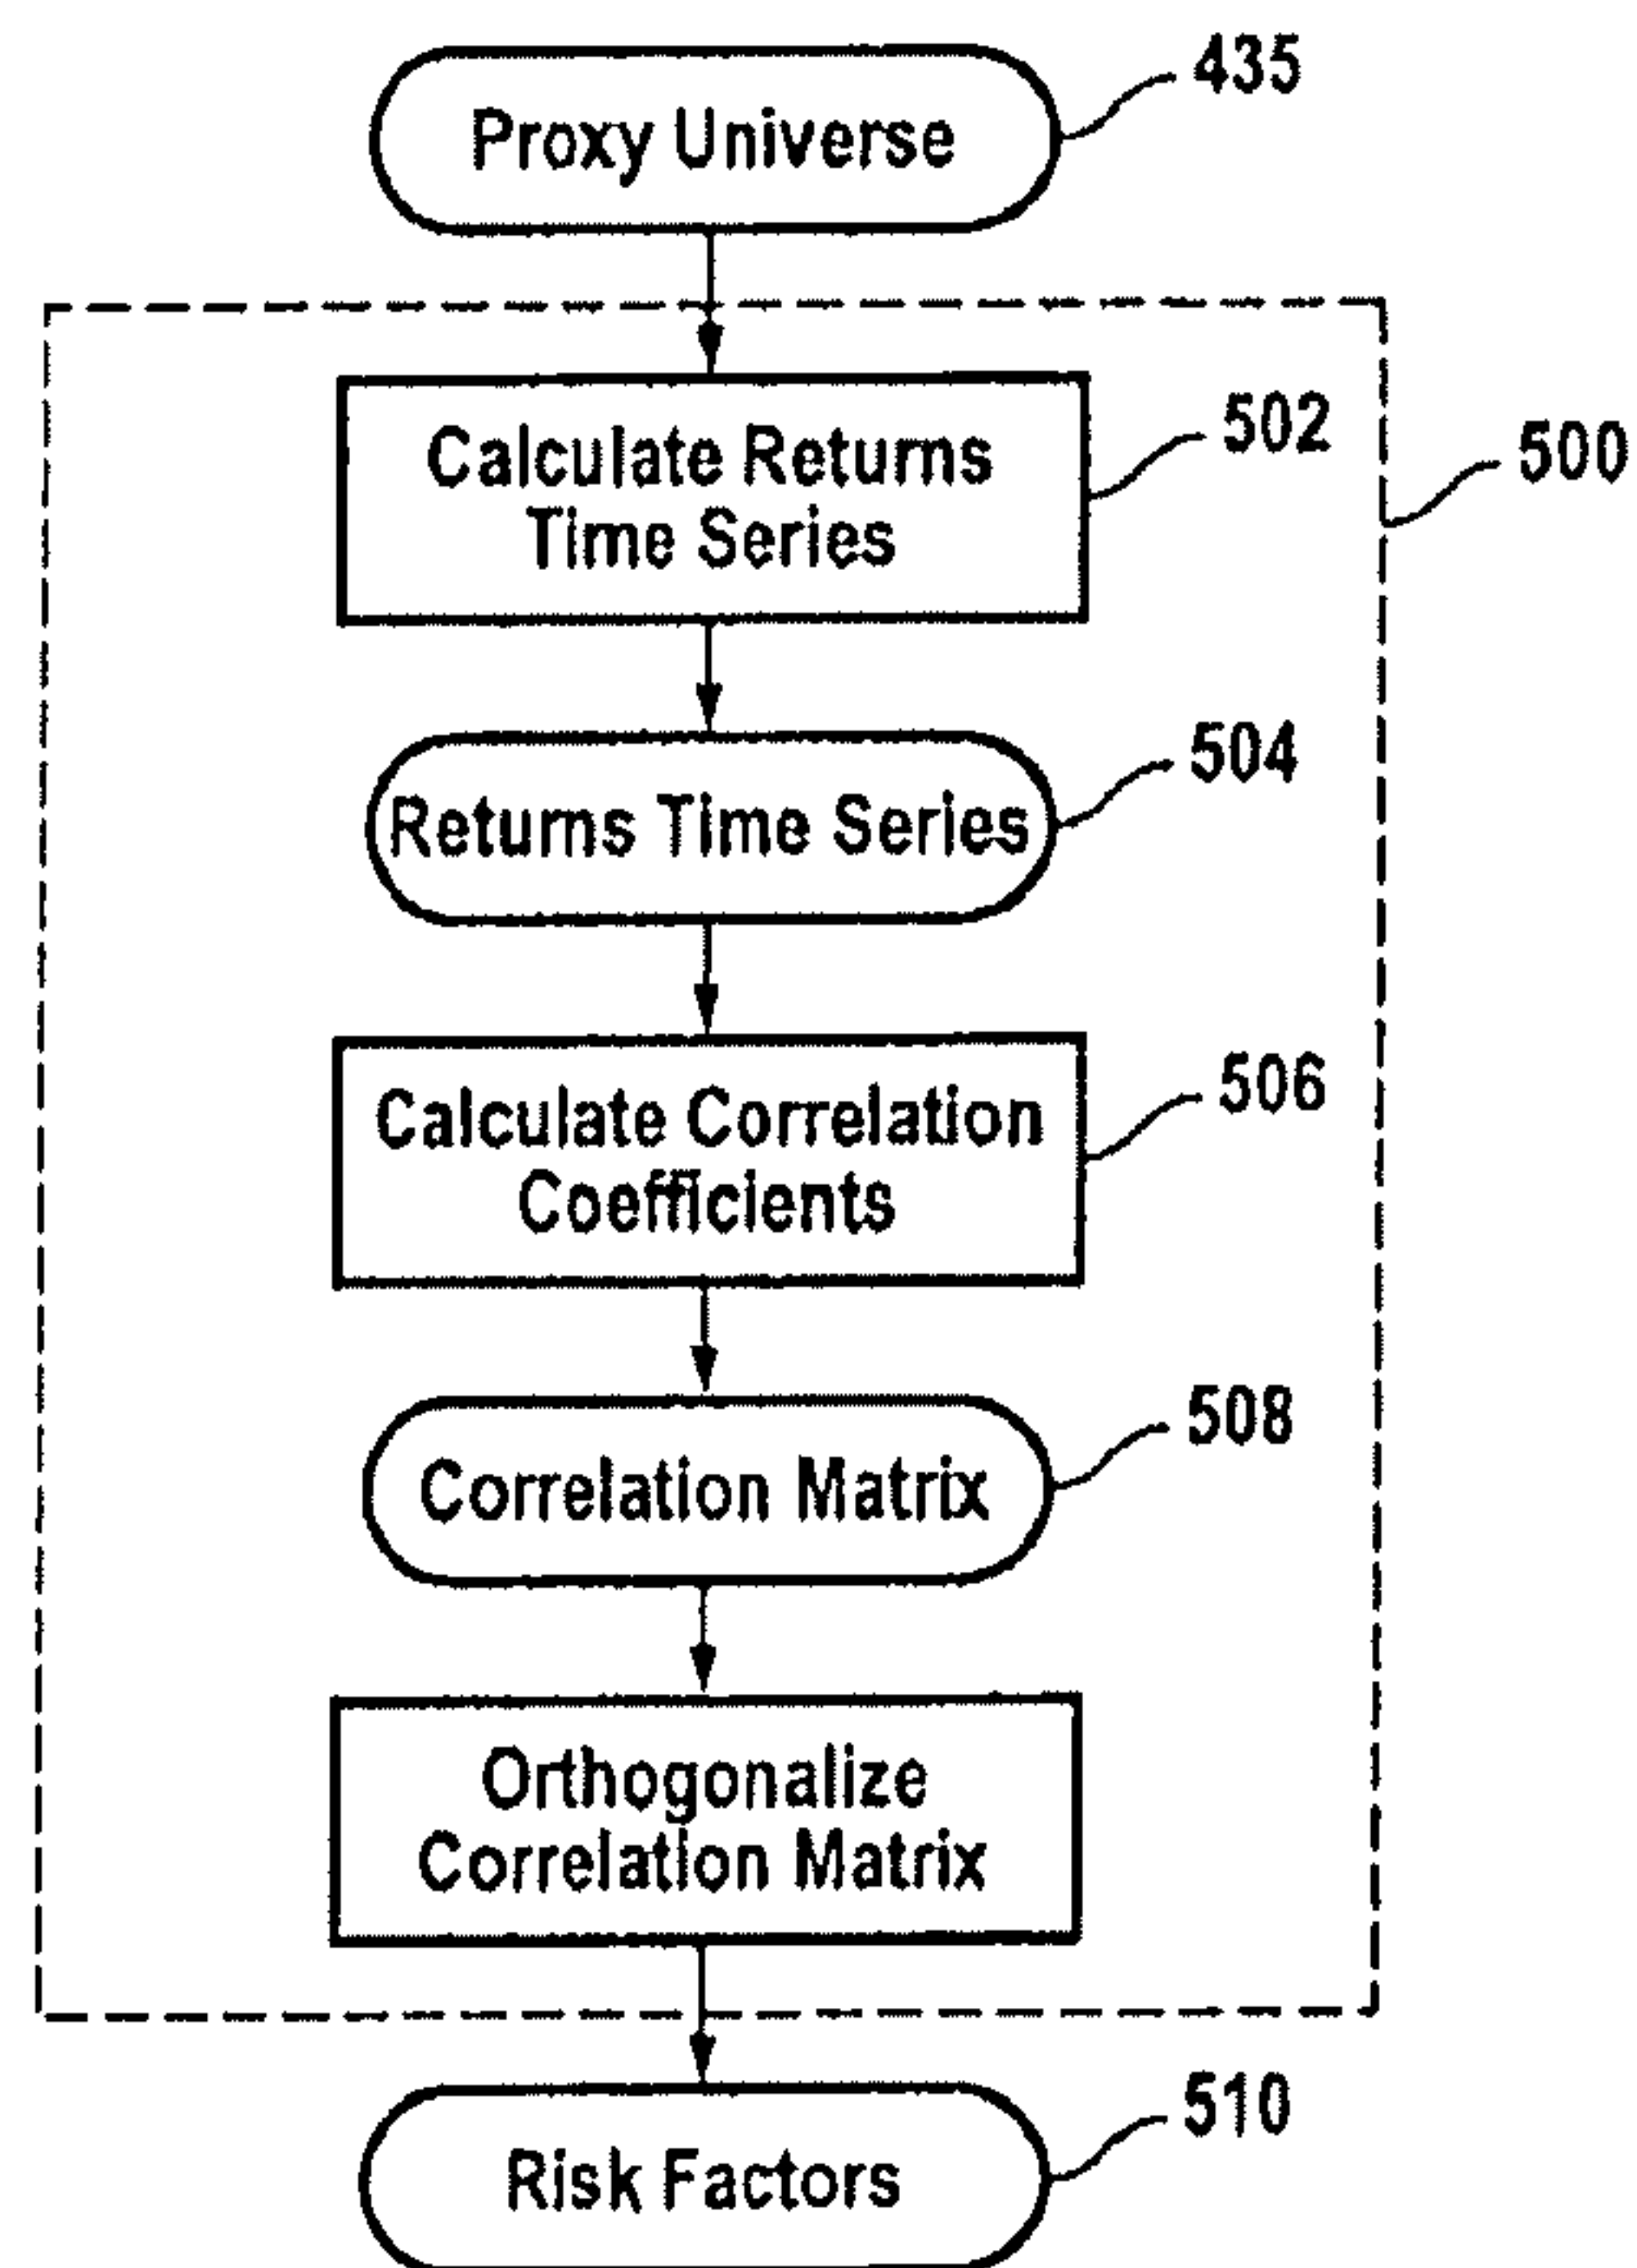 Proxy Universe
435
Calculate Returns
Time Series
502
500
Returns Time Series
504
Calculate Correlation
Coefficients
506
Correlation Matrix
508
Orthogonalize
Correlation Matrix
Risk Factors
510